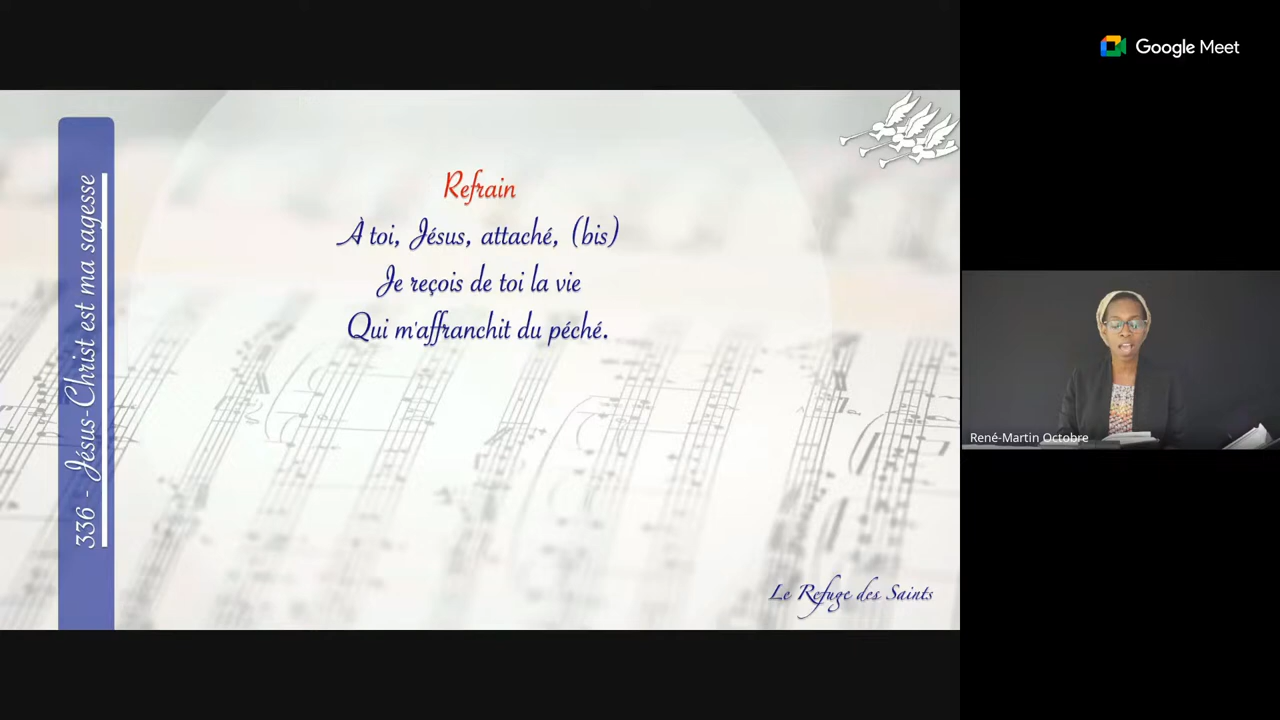 Google Meet
336 - Jésus-Christ est ma sagesse
Refrain
À toi, Jésus, attaché, (bis)
Je reçois de toi la vie
Qui m'affranchit du péché.
René-Martin Octobre
Le Refuge des Saints